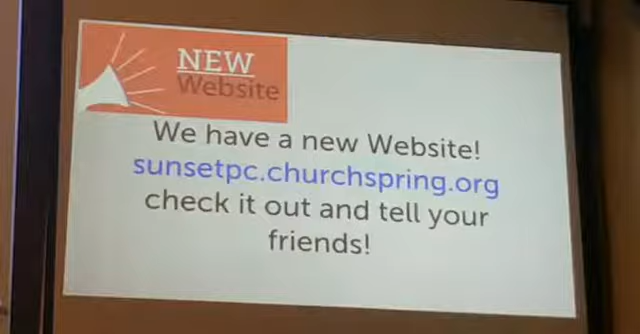 NEW
Website
We have a new Website!
sunsetpc.churchspring.org
check it out and tell your
friends!